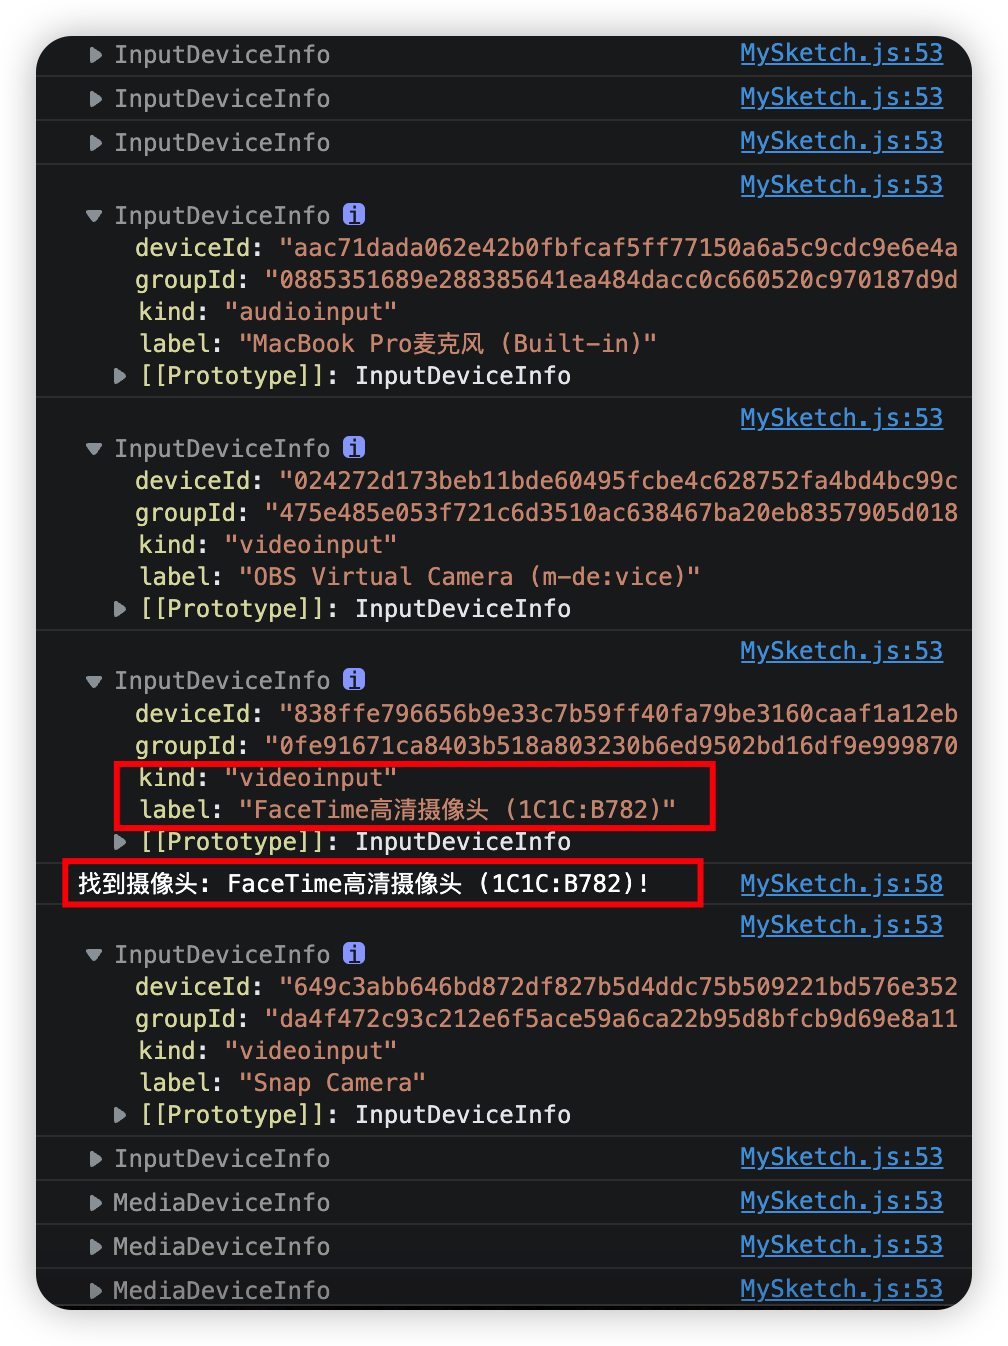 InputDeviceInfo MySketch.js:53
InputDeviceInfo MySketch.js:53
InputDeviceInfo MySketch.js:53
MySketch.js:53
InputDeviceInfo i
deviceId: "aac71dada062e42b0fbfcaf5ff77150a6a5c9cdc9e6e4a
groupId: "0885351689e288385641ea484dacc0c660520c970187d9d
kind: "audioinput"
label: "MacBook Pro麦克风 (Built-in)"
[[Prototype]]: InputDeviceInfo
MySketch.js:53
InputDeviceInfo i
deviceId: "024272d173beb11bde60495fcbe4c628752fa4bd4bc99c
groupId: "475e485e053f721c6d3510ac638467ba20eb8357905d018
kind: "videoinput"
label: "OBS Virtual Camera (m-de:vice)"
[[Prototype]]: InputDeviceInfo
MySketch.js:53
InputDeviceInfo i
deviceId: "838ffe796656b9e33c7b59ff40fa79be3160caaf1a12eb
groupId: "0fe91671ca8403b518a803230b6ed9502bd16df9e999870
kind: "videoinput"
label: "FaceTime高清摄像头 (1C1C:B782)"
[[Prototype]]: InputDeviceInfo
找到摄像头: FaceTime高清摄像头 (1C1C:B782)! MySketch.js:58
MySketch.js:53
InputDeviceInfo i
deviceId: "649c3abb646bd872df827b5d4ddc75b509221bd576e352
groupId: "da4f472c93c212e6f5ace59a6ca22b95d8bfcb9d69e8a11
kind: "videoinput"
label: "Snap Camera"
[[Prototype]]: InputDeviceInfo
InputDeviceInfo MySketch.js:53
MediaDeviceInfo MySketch.js:53
MediaDeviceInfo MySketch.js:53
MediaDeviceInfo MySketch.js:53